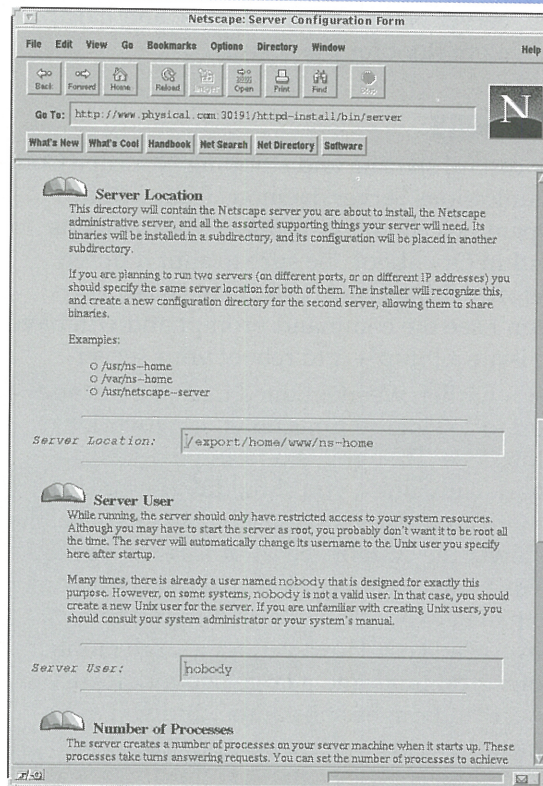 Netscape: Server Configuration Form
File Edit View Go Bookmarks Options Directory Window Help
Back Forward Home Reload Images Open Print Find Stop
Go To: http://www.physical.com:30191/httpd-install/bin/server
N
What's New What's Cool Handbook Net Search Net Directory Software
Server Location
This directory will contain the Netscape server you are about to install, the Netscape
administrative server, and all the assorted supporting things your server will need. Its
binaries will be installed in a subdirectory, and its configuration will be placed in another
subdirectory.
If you are planning to run two servers (on different ports, or on different IP addresses) you
should specify the same server location for both of them. The installer will recognize this,
and create a new configuration directory for the second server, allowing them to share
binaries.
Examples:
/usr/ns-home
/var/ns-home
/usr/netscape-server
Server Location: /export/home/www/ns-home
Server User
While running, the server should only have restricted access to your system resources.
Although you may have to start the server as root, you probably don't want it to be root all
the time. The server will automatically change its username to the Unix user you specify
here after startup.
Many times, there is already a user named nobody that is designed for exactly this
purpose. However, on some systems, nobody is not a valid user. In that case, you should
create a new Unix user for the server. If you are unfamiliar with creating Unix users, you
should consult your system administrator or your system's manual.
Server User: nobody
Number of Processes
The server creates a number of processes on your server machine when it starts up. These
processes take turns answering requests. You can set the number of processes to achieve